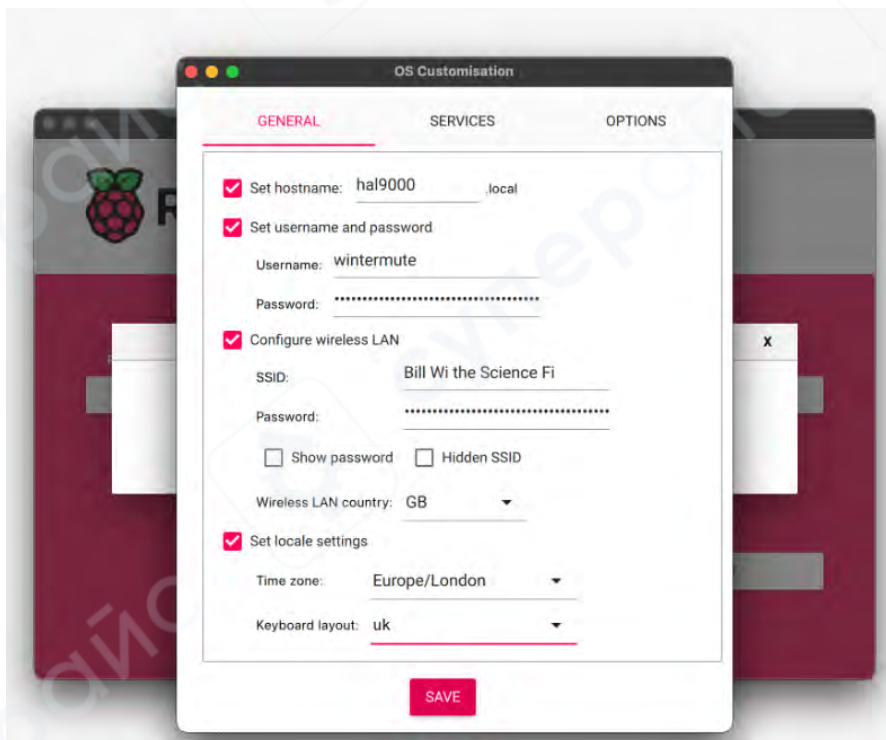 OS Customisation
GENERAL SERVICES OPTIONS
Set hostname: hal9000 .local
Set username and password
Username: wintermute
Password: ••••••••••••••••••••••••••••••••••••••
Configure wireless LAN
SSID: Bill Wi the Science Fi
Password: ••••••••••••••••••••••••••••••••••••••
X
Show password Hidden SSID
Wireless LAN country: GB
Set locale settings
Time zone: Europe/London
Keyboard layout: uk
SAVE